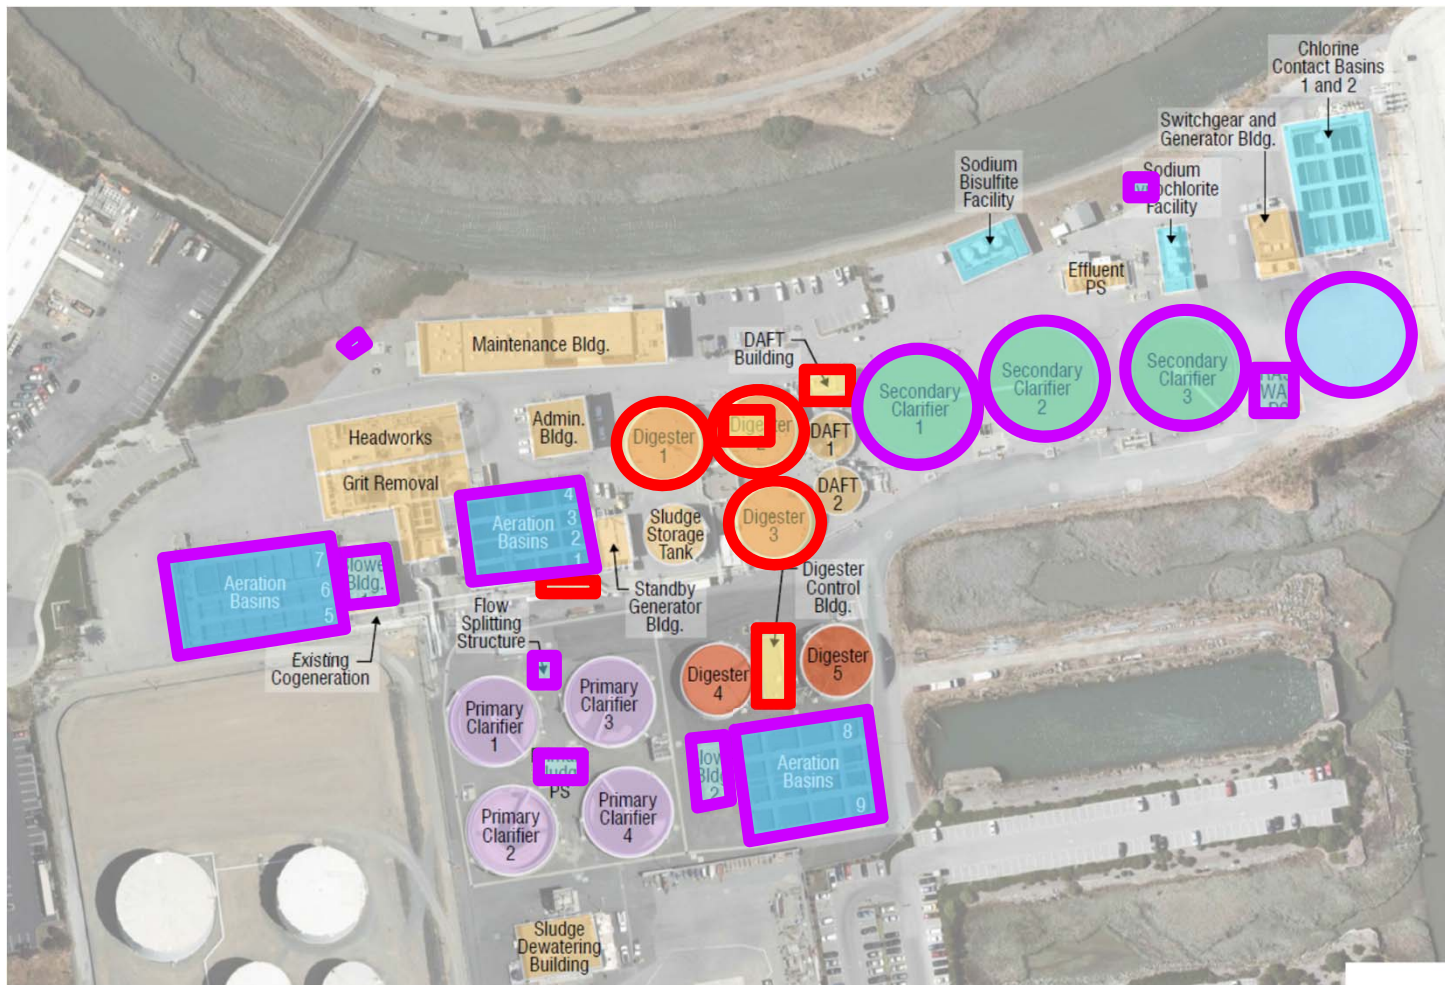 Chlorine
Contact Basins
1 and 2
Switchgear and
Generator Bldg.
Sodium
Bisulfite
Facility
Sodium
Facility
Effluent
PS
Maintenance Bldg.
DAFT
Building
Secondary
Clarifier
1
Secondary
Clarifier
2
Secondary
Clarifier
3
Admin.
Bldg.
Headworks
Grit Removal
Digester
1
Digester
2
DAFT
1
DAFT
2
Digester
3
Sludge
Storage
Tank
Aeration
Basins
4
3
2
1
Aeration
Basins
7
6
5
Bldg.
Standby
Generator
Bldg.
Digester
Control
Bldg.
Flow
Splitting
Structure
Existing
Cogeneration
Digester
4
Digester
5
Primary
Clarifier
1
Primary
Clarifier
3
Primary
Clarifier
2
Primary
Clarifier
4
PS
2
Aeration
Basins
8
9
Sludge
Dewatering
Building